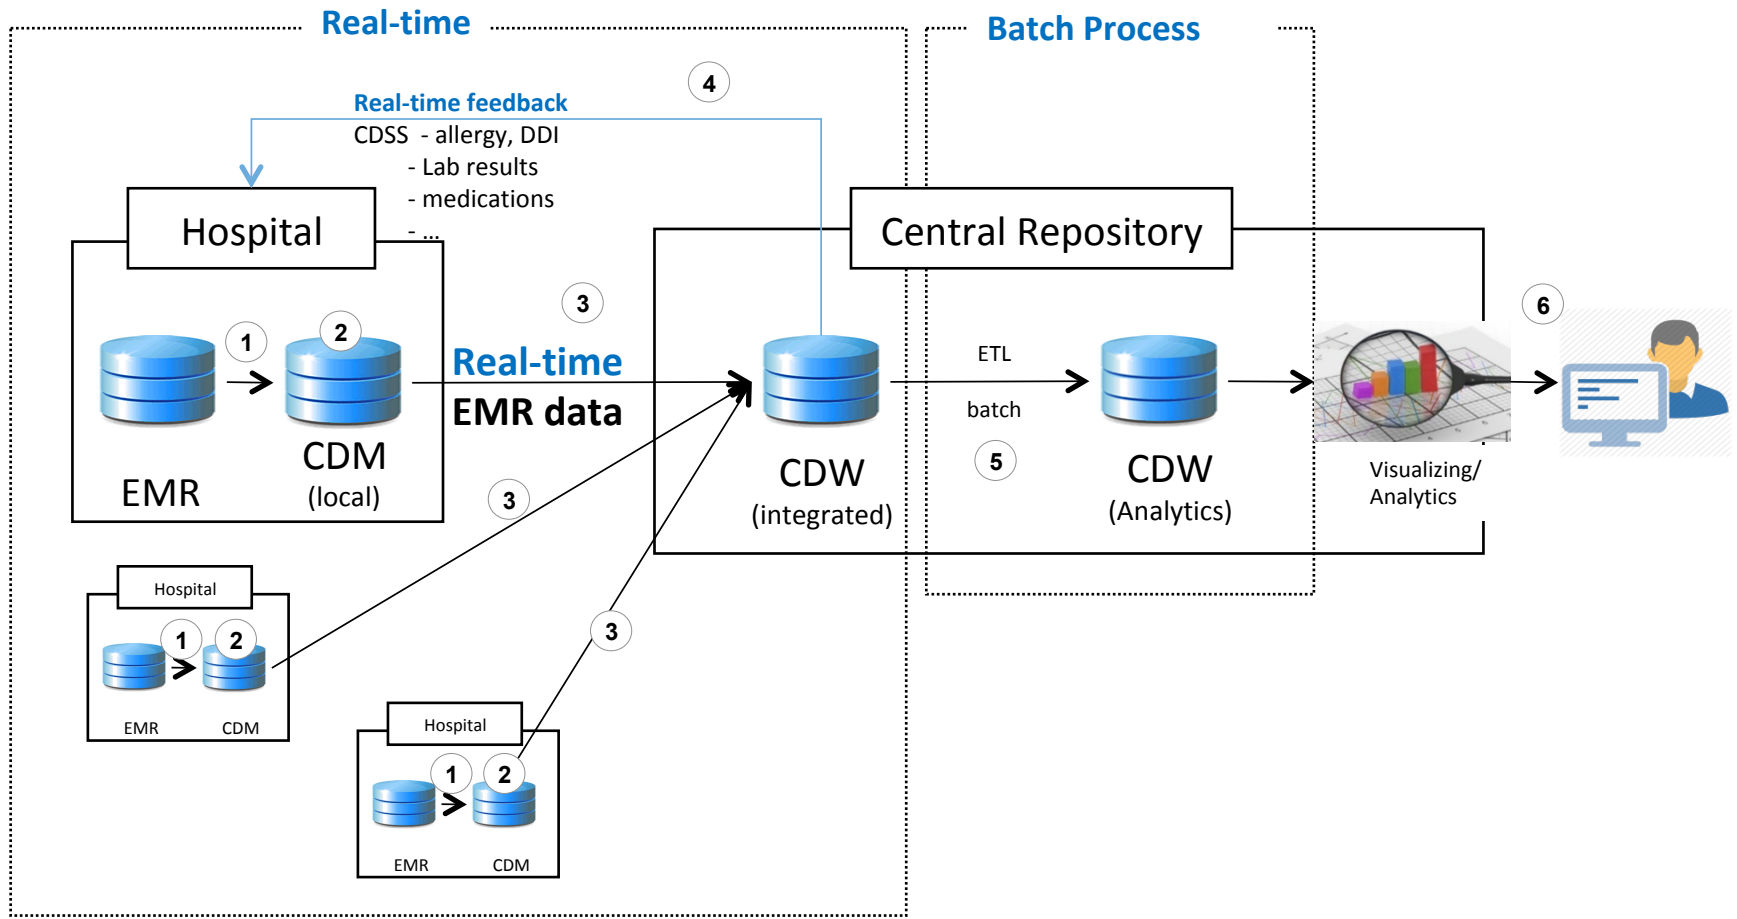 Real-time
Batch Process
4
Real-time feedback
CDSS - allergy, DDI
- Lab results
- medications
- ...
Hospital
Central Repository
3
6
1
2
Real-time
EMR data
ETL
batch
5
CDM
(local)
EMR
CDW
(integrated)
CDW
(Analytics)
Visualizing/
Analytics
3
Hospital
1
2
EMR
CDM
3
Hospital
1
2
EMR
CDM